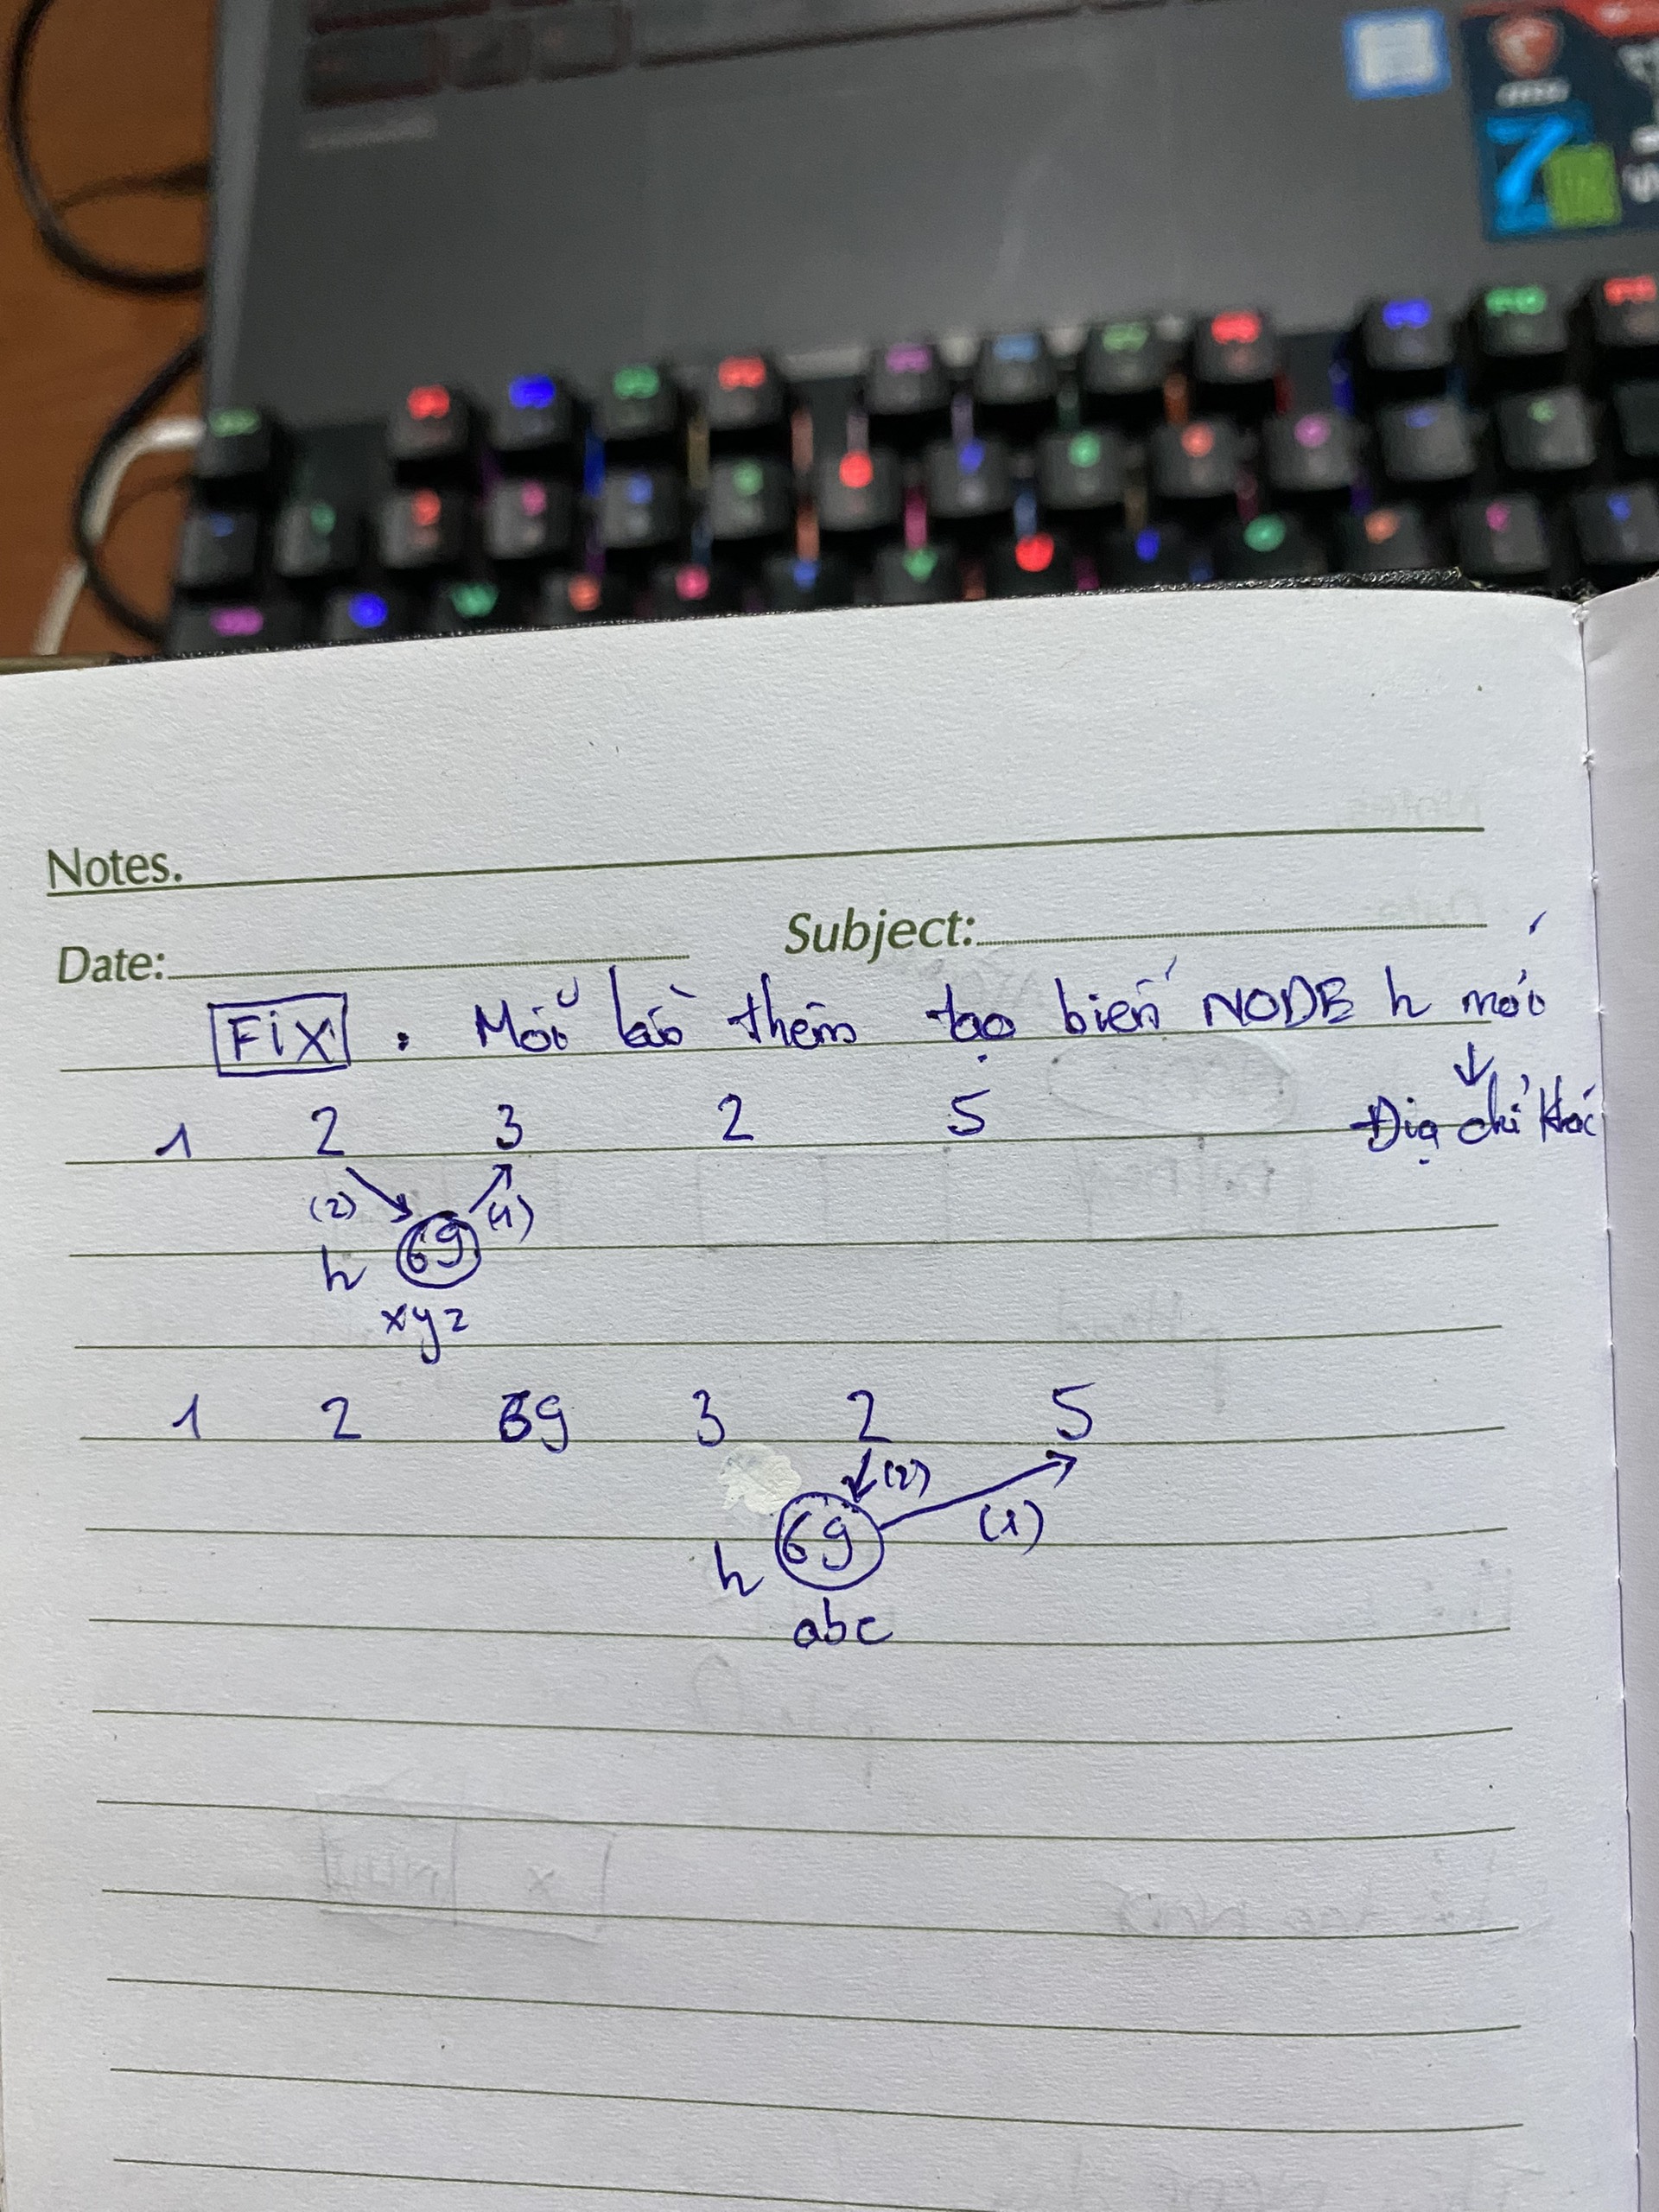 Notes.
Date: Subject:
FiX : Mỗi lần thêm tạo biến NODE h mới
↓
Địa chỉ khác
1 2 3 2 5
(2) (1)
h 69
xyz
1 2 69 3 2 5
(2)
(1)
h 69
abc